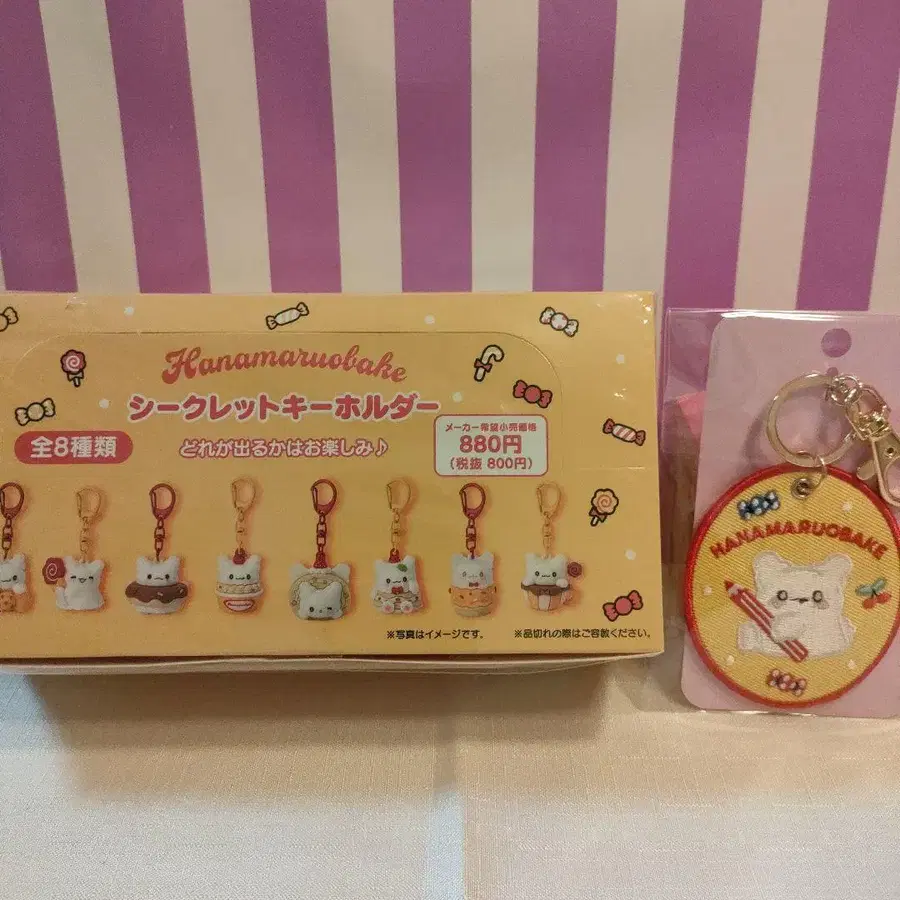 Hanamaruobake
シークレットキーホルダー
全8種類
どれが出るかはお楽しみ♪
メーカー希望小売価格
880円
(税抜 800円)
※写真はイメージです。
※品切れの際はご容赦ください。
HANAMARUOBAKE